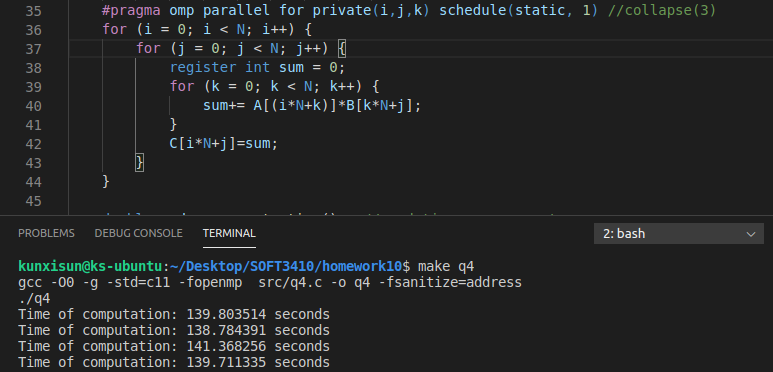 35 #pragma omp parallel for private(i,j,k) schedule(static, 1) //collapse(3)
36 for (i = 0; i < N; i++) {
37 for (j = 0; j < N; j++) {
38 register int sum = 0;
39 for (k = 0; k < N; k++) {
40 sum+= A[(i*N+k)]*B[k*N+j];
41 }
42 C[i*N+j]=sum;
43 }
44 }
45
PROBLEMS DEBUG CONSOLE TERMINAL 2: bash
kunxisun@ks-ubuntu:~/Desktop/SOFT3410/homework10$ make q4
gcc -O0 -g -std=c11 -fopenmp  src/q4.c -o q4 -fsanitize=address
./q4
Time of computation: 139.803514 seconds
Time of computation: 138.784391 seconds
Time of computation: 141.368256 seconds
Time of computation: 139.711335 seconds